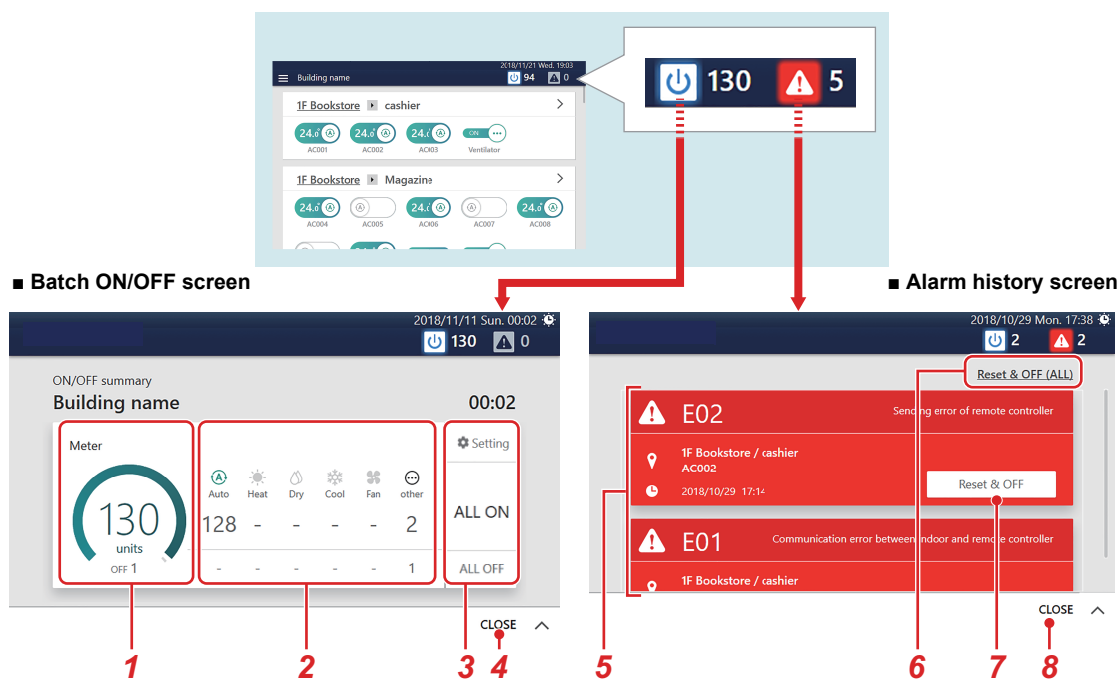 2018/11/21 Wed. 19:03
Building name
94
0
130
5
1F Bookstore cashier
24.0 24.0 24.0 ON
AC001 AC002 AC003 Ventilator
1F Bookstore Magazine
24.0 24.0 24.0
AC004 AC005 AC006 AC007 AC008
■ Batch ON/OFF screen
■ Alarm history screen
2018/11/11 Sun. 00:02
130
0
ON/OFF summary
Building name
00:02
Meter
130
units
OFF 1
Auto Heat Dry Cool Fan other
128 - - - - 2
- - - - - 1
Setting
ALL ON
ALL OFF
CLOSE
1 2 3 4
2018/10/29 Mon. 17:38
2
2
Reset & OFF (ALL)
E02
Sending error of remote controller
1F Bookstore / cashier
AC002
2018/10/29 17:14
Reset & OFF
E01
Communication error between indoor and remote controller
1F Bookstore / cashier
CLOSE
5 6 7 8